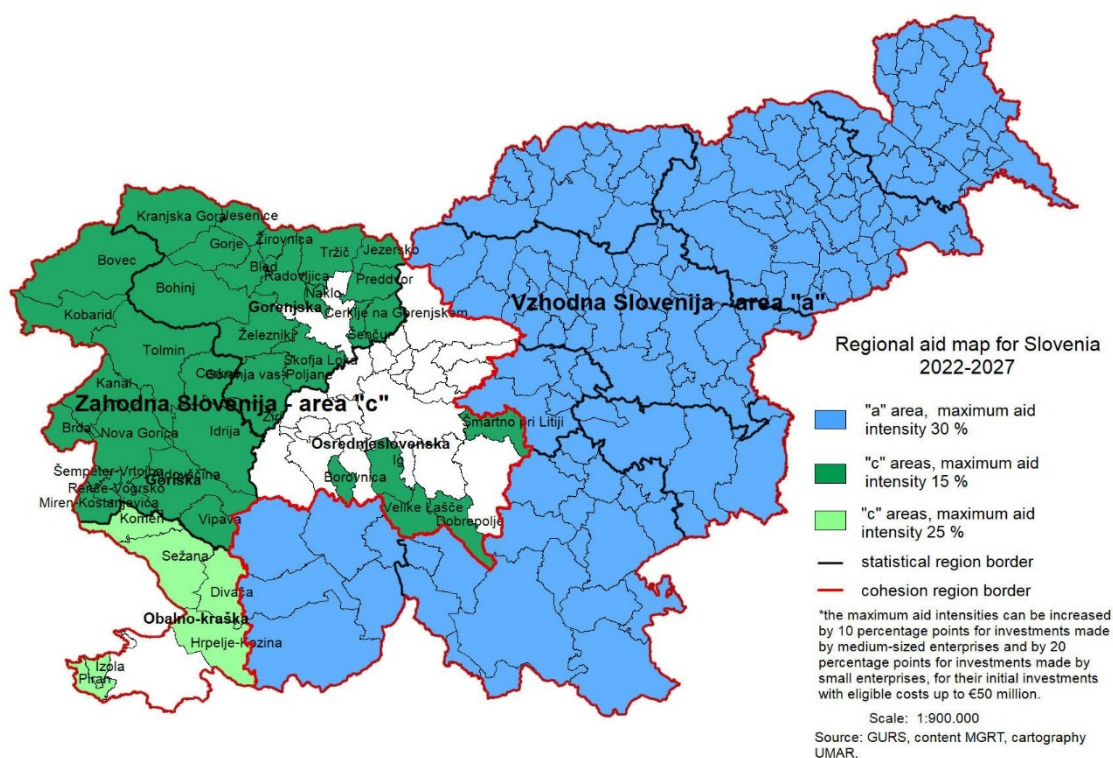 Kranjska Gora
Jesenice
Gorje
Žirovnica
Tržič
Jezersko
Bovec
Bled
Radovljica
Preddvor
Bohinj
Naklo
Vzhodna Slovenija - area "a"
Gorenjska
Cerklje na Gorenjskem
Kobarid
Železniki
Šenčur
Tolmin
Škofja Loka
Cerkno
Gorenja vas-Poljane
Kanal
Zahodna Slovenija - area "c"
Žiri
Brda
Nova Gorica
Idrija
Šmartno pri Litiji
Osrednjeslovenska
Ig
Šempeter-Vrtojba
Ajdovščina
Borovnica
Renče-Vogrsko
Goriška
Miren-Kostanjevica
Velike Lašče
Komen
Vipava
Dobrepolje
Sežana
Divača
Obalno-kraška
Hrpelje-Kozina
Izola
Piran
Regional aid map for Slovenia
2022-2027
"a" area, maximum aid
intensity 30 %
"c" areas, maximum aid
intensity 15 %
"c" areas, maximum aid
intensity 25 %
statistical region border
cohesion region border
*the maximum aid intensities can be increased
by 10 percentage points for investments made
by medium-sized enterprises and by 20
percentage points for investments made by
small enterprises, for their initial investments
with eligible costs up to €50 million.
Scale: 1:900.000
Source: GURS, content MGRT, cartography
UMAR.